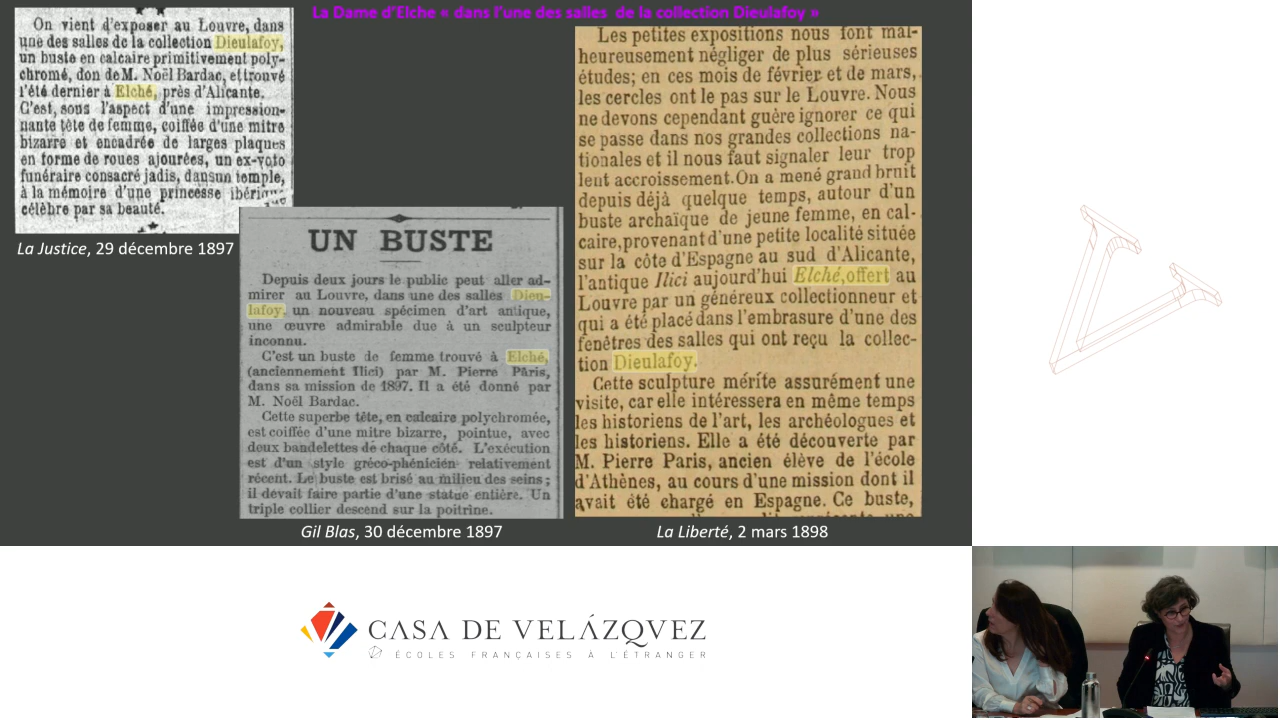 La Dame d'Elche « dans l'une des salles de la collection Dieulafoy »
On vient d'exposer au Louvre, dans
une des salles de la collection Dieulafoy,
un buste en calcaire primitivement poly-
chromé, don de M. Noël Bardac, et trouvé
l'été dernier à Elché, près d'Alicante.
C'est, sous l'aspect d'une impression-
nante tête de femme, coiffée d'une mitre
bizarre et encadrée de larges plaques
en forme de roues ajourées, un ex-voto
funéraire consacré jadis, dans un temple,
à la mémoire d'une princesse
célèbre par sa beauté.
La Justice, 29 décembre 1897
UN BUSTE
Depuis deux jours le public peut aller ad-
mirer au Louvre, dans une des salles Dieu-
lafoy, un nouveau spécimen d'art antique,
une œuvre admirable due à un sculpteur
inconnu.
C'est un buste de femme trouvé à Elché,
(anciennement Ilici) par M. Pierre Pâris,
dans sa mission de 1897. Il a été donné par
M. Noël Bardac.
Cette superbe tête, en calcaire polychromée,
est coiffée d'une mitre bizarre, pointue, avec
deux bandelettes de chaque côté. L'exécution
est d'un style gréco-phénicien relativement
récent. Le buste est brisé au milieu des seins ;
il devait faire partie d'une statue entière. Un
triple collier descend sur la poitrine.
Gil Blas, 30 décembre 1897
Les petites expositions nous font mal-
heureusement négliger de plus sérieuses
études; en ces mois de février et de mars,
les cercles ont le pas sur le Louvre. Nous
ne devons cependant guère ignorer ce qui
se passe dans nos grandes collections na-
tionales et il nous faut signaler leur trop
lent accroissement. On a mené grand bruit
depuis déjà quelque temps, autour d'un
buste archaïque de jeune femme, en cal-
caire, provenant d'une petite localité située
sur la côte d'Espagne au sud d'Alicante,
l'antique Ilici aujourd'hui Elché, offert au
Louvre par un généreux collectionneur et
qui a été placé dans l'embrasure d'une des
fenêtres des salles qui ont reçu la collec-
tion Dieulafoy.
Cette sculpture mérite assurément une
visite, car elle intéressera en même temps
les historiens de l'art, les archéologues et
les historiens. Elle a été découverte par
M. Pierre Paris, ancien élève de l'école
d'Athènes, au cours d'une mission dont il
avait été chargé en Espagne. Ce buste,
La Liberté, 2 mars 1898
CASA DE VELÁZQVEZ
ÉCOLES FRANÇAISES À L'ÉTRANGER